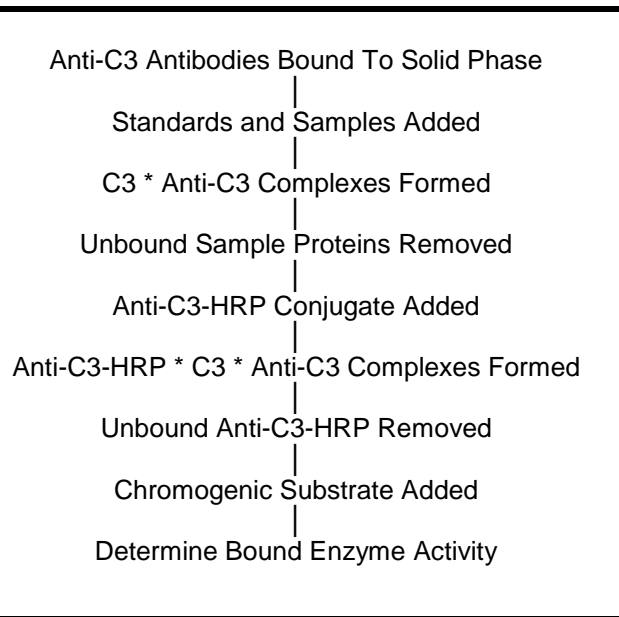 Anti-C3 Antibodies Bound To Solid Phase
Standards and Samples Added
C3 * Anti-C3 Complexes Formed
Unbound Sample Proteins Removed
Anti-C3-HRP Conjugate Added
Anti-C3-HRP * C3 * Anti-C3 Complexes Formed
Unbound Anti-C3-HRP Removed
Chromogenic Substrate Added
Determine Bound Enzyme Activity